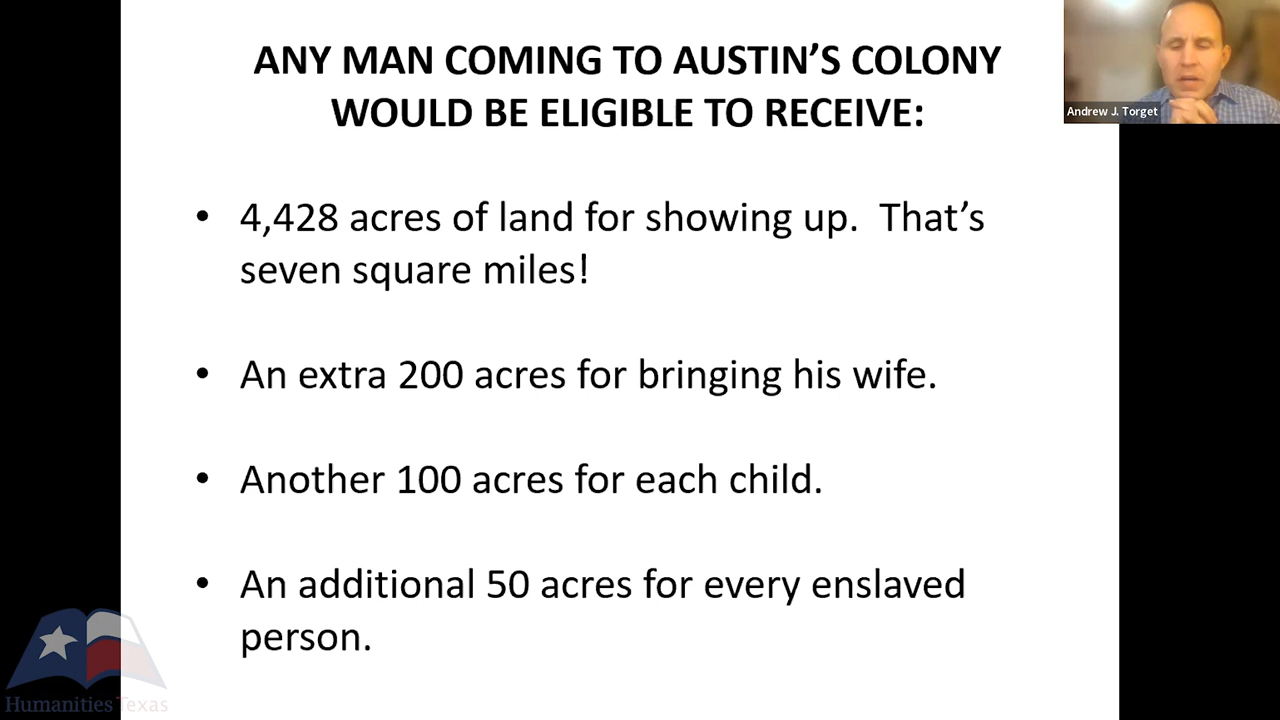 ANY MAN COMING TO AUSTIN’S COLONY
WOULD BE ELIGIBLE TO RECEIVE:
• 4,428 acres of land for showing up.  That’s
seven square miles!
• An extra 200 acres for bringing his wife.
• Another 100 acres for each child.
• An additional 50 acres for every enslaved
person.
Andrew J. Torget
Humanities Texas